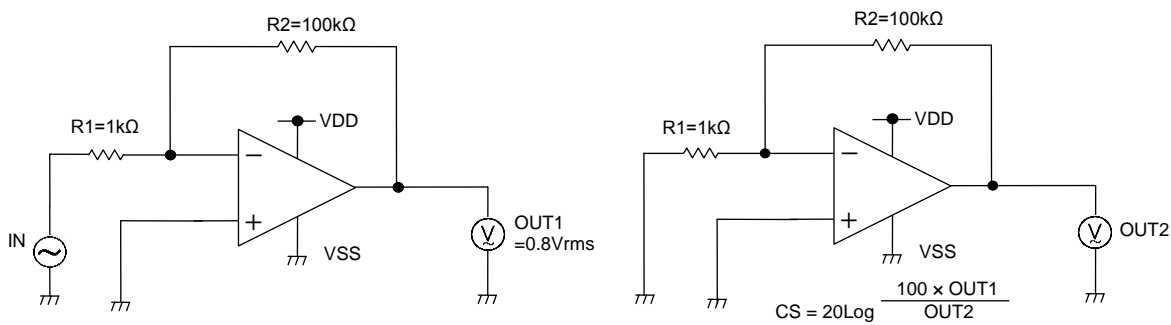 R2=100kΩ
R1=1kΩ
VDD
−
+
IN
VSS
V
OUT1
=0.8Vrms
R2=100kΩ
R1=1kΩ
VDD
−
+
VSS
V
OUT2
CS = 20Log 100 × OUT1
OUT2